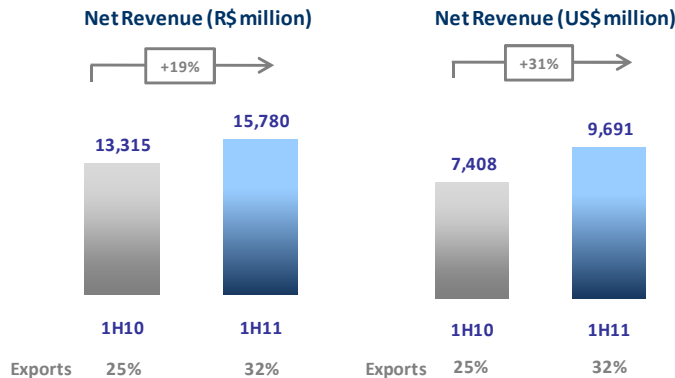 Net Revenue (R$ million)
+19%
15,780
13,315
1H10 1H11
Exports 25% 32%
Net Revenue (US$ million)
+31%
9,691
7,408
1H10 1H11
Exports 25% 32%